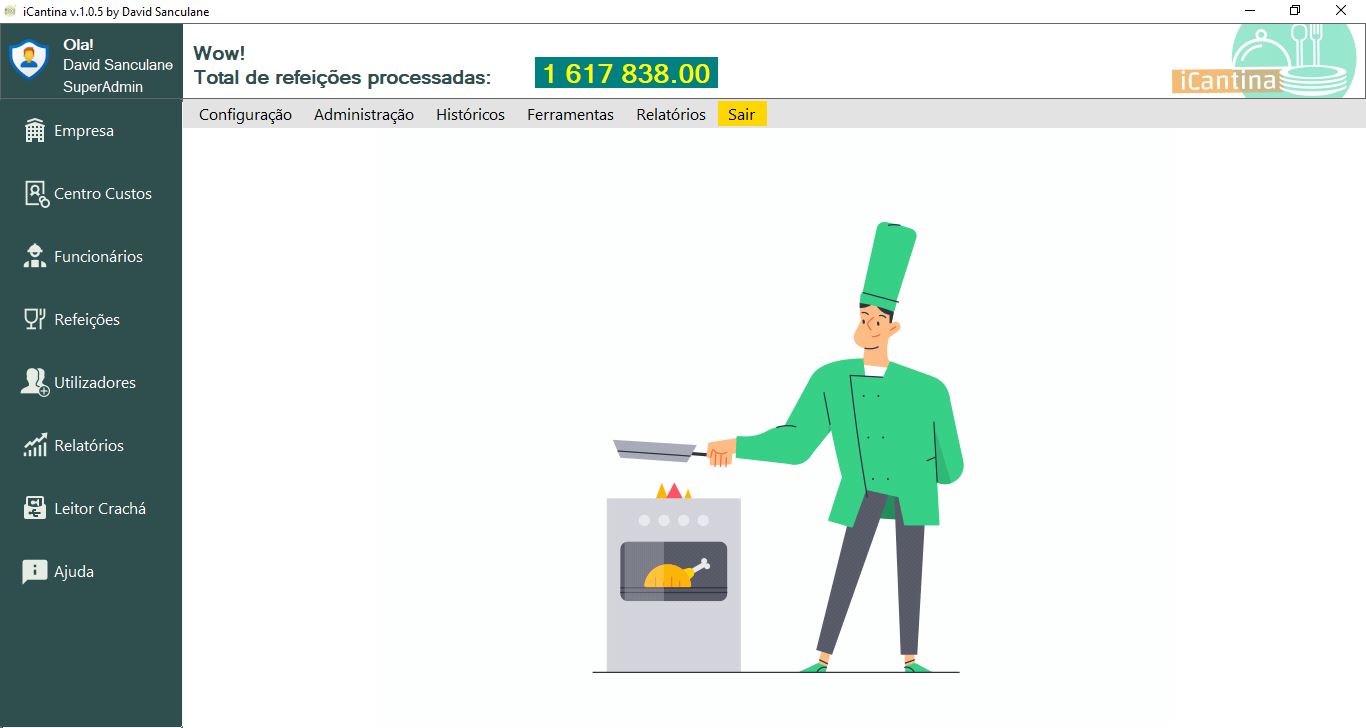 iCantina v.1.0.5 by David Sanculane
Ola!
David Sanculane
SuperAdmin
Wow!
Total de refeições processadas:
1 617 838.00
iCantina
Configuração
Administração
Históricos
Ferramentas
Relatórios
Sair
Empresa
Centro Custos
Funcionários
Refeições
Utilizadores
Relatórios
Leitor Crachá
Ajuda